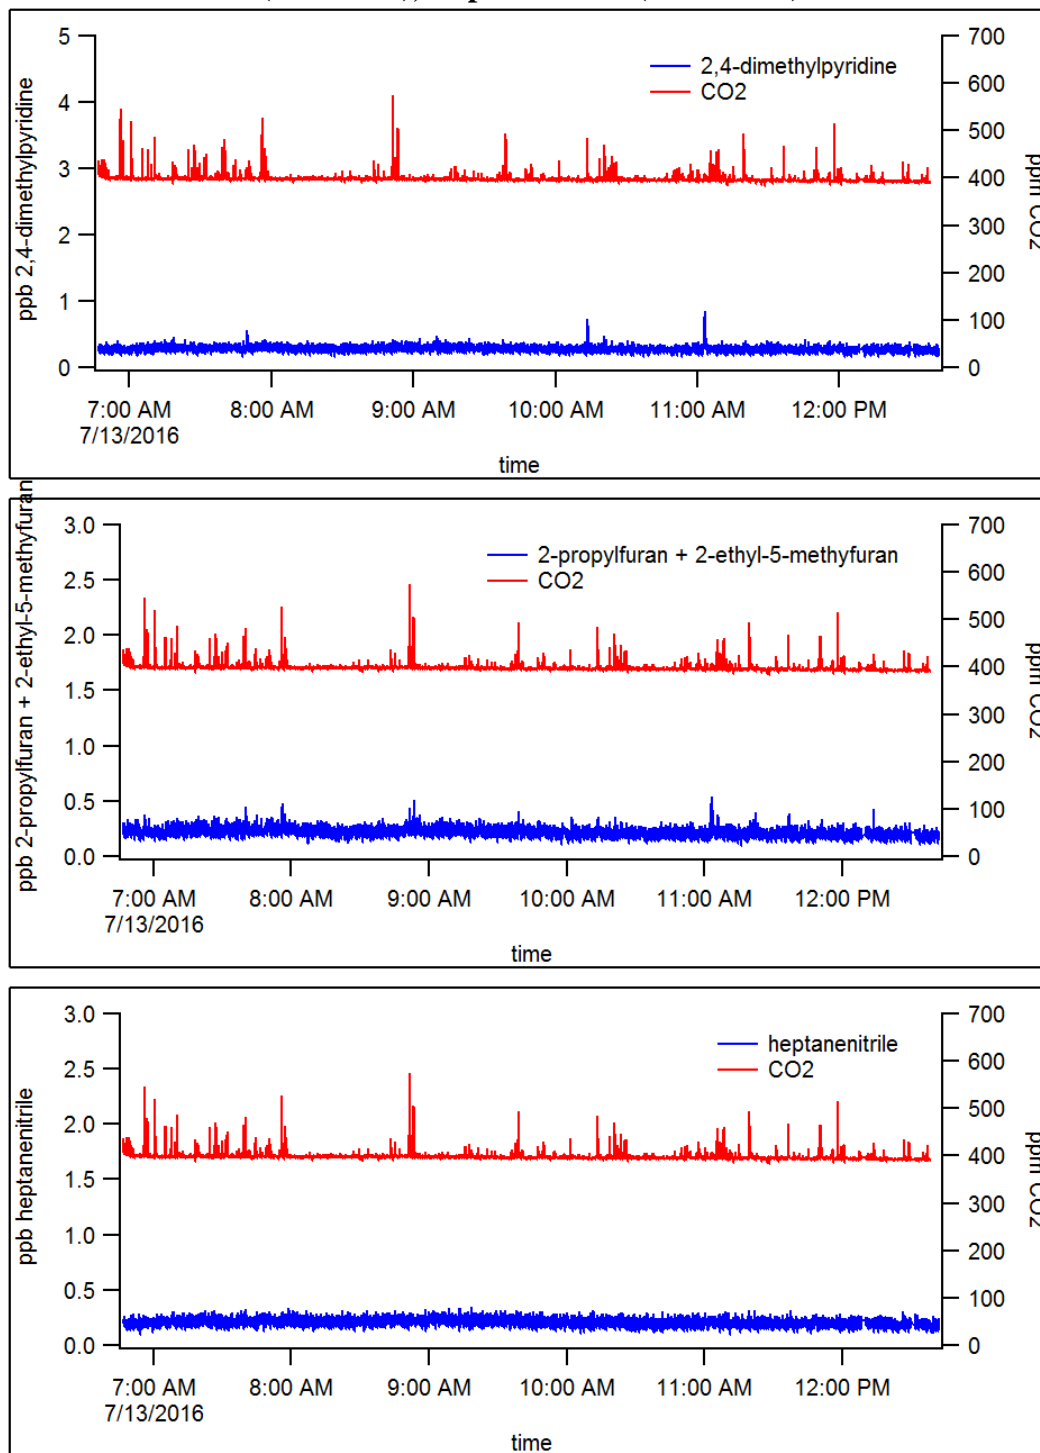 5
4
3
2
1
0
ppb 2,4-dimethylpyridine
2,4-dimethylpyridine
CO2
700
600
500
400
300
200
100
0
ppm CO2
7:00 AM 8:00 AM 9:00 AM 10:00 AM 11:00 AM 12:00 PM
7/13/2016
time
3.0
2.5
2.0
1.5
1.0
0.5
0.0
ppb 2-propylfuran + 2-ethyl-5-methyfuran
2-propylfuran + 2-ethyl-5-methyfuran
CO2
700
600
500
400
300
200
100
0
ppm CO2
7:00 AM 8:00 AM 9:00 AM 10:00 AM 11:00 AM 12:00 PM
7/13/2016
time
3.0
2.5
2.0
1.5
1.0
0.5
0.0
ppb heptanenitrile
heptanenitrile
CO2
700
600
500
400
300
200
100
0
ppm CO2
7:00 AM 8:00 AM 9:00 AM 10:00 AM 11:00 AM 12:00 PM
7/13/2016
time